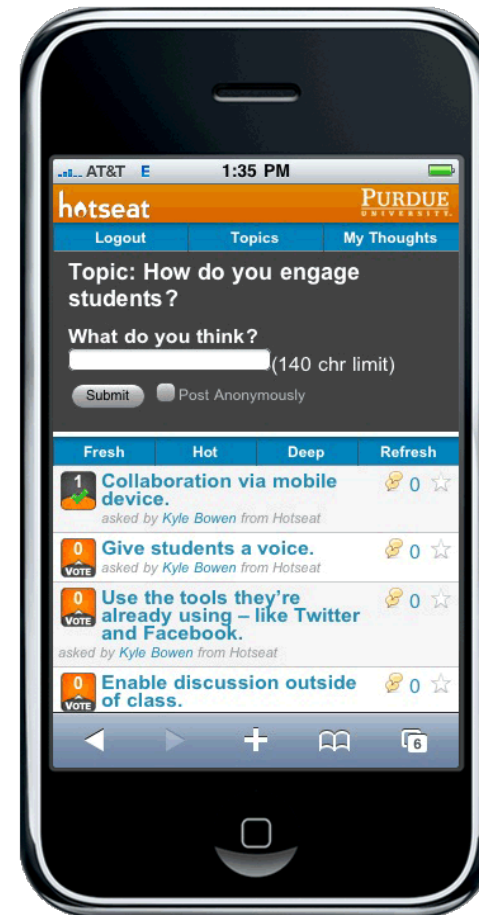 AT&T E 1:35 PM
hotseat PURDUE
UNIVERSITY.
Logout Topics My Thoughts
Topic: How do you engage
students?
What do you think?
(140 chr limit)
Submit Post Anonymously
Fresh Hot Deep Refresh
1 Collaboration via mobile 0
device.
asked by Kyle Bowen from Hotseat
0 Give students a voice. 0
VOTE asked by Kyle Bowen from Hotseat
0 Use the tools they're 0
VOTE already using – like Twitter
and Facebook.
asked by Kyle Bowen from Hotseat
0 Enable discussion outside 0
VOTE of class.
6